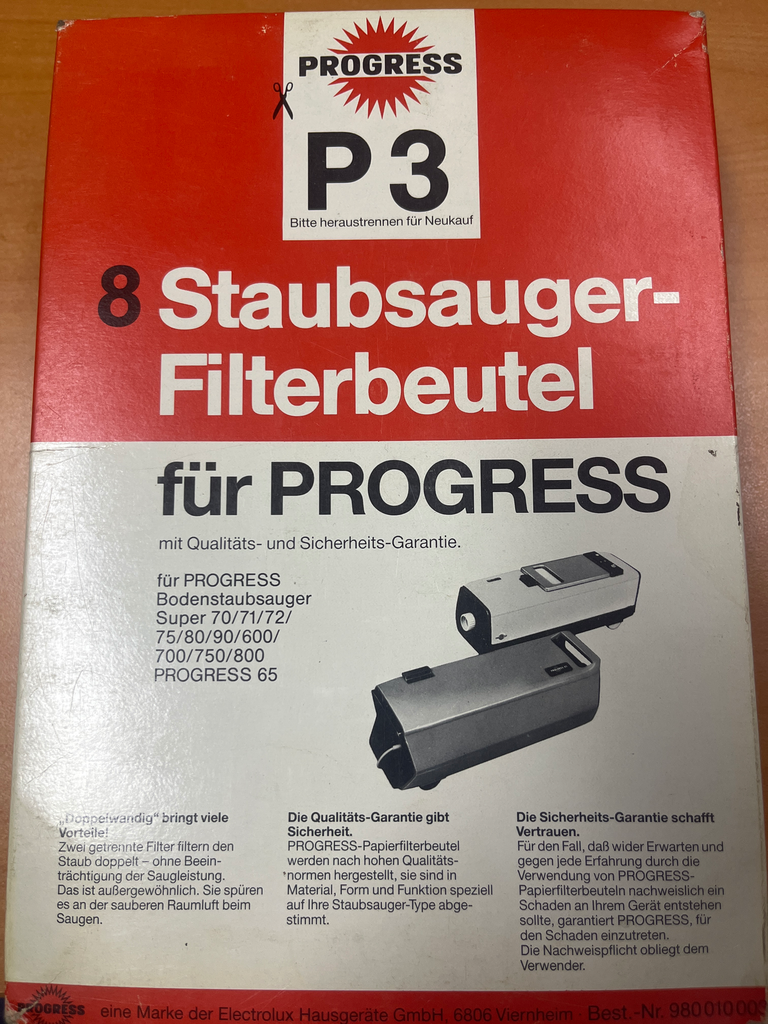 PROGRESS
P 3
Bitte heraustrennen für Neukauf
8 Staubsauger-
Filterbeutel
für PROGRESS
mit Qualitäts- und Sicherheits-Garantie.
für PROGRESS
Bodenstaubsauger
Super 70/71/72/
75/80/90/600/
700/750/800
PROGRESS 65
„Doppelwandig“ bringt viele
Vorteile!
Zwei getrennte Filter filtern den
Staub doppelt – ohne Beein-
trächtigung der Saugleistung.
Das ist außergewöhnlich. Sie spüren
es an der sauberen Raumluft beim
Saugen.
Die Qualitäts-Garantie gibt
Sicherheit.
PROGRESS-Papierfilterbeutel
werden nach hohen Qualitäts-
normen hergestellt, sie sind in
Material, Form und Funktion speziell
auf Ihre Staubsauger-Type abge-
stimmt.
Die Sicherheits-Garantie schafft
Vertrauen.
Für den Fall, daß wider Erwarten und
gegen jede Erfahrung durch die
Verwendung von PROGRESS-
Papierfilterbeuteln nachweislich ein
Schaden an Ihrem Gerät entstehen
sollte, garantiert PROGRESS, für
den Schaden einzutreten.
Die Nachweispflicht obliegt dem
Verwender.
PROGRESS eine Marke der Electrolux Hausgeräte GmbH, 6806 Viernheim · Best.-Nr. 980 010 003